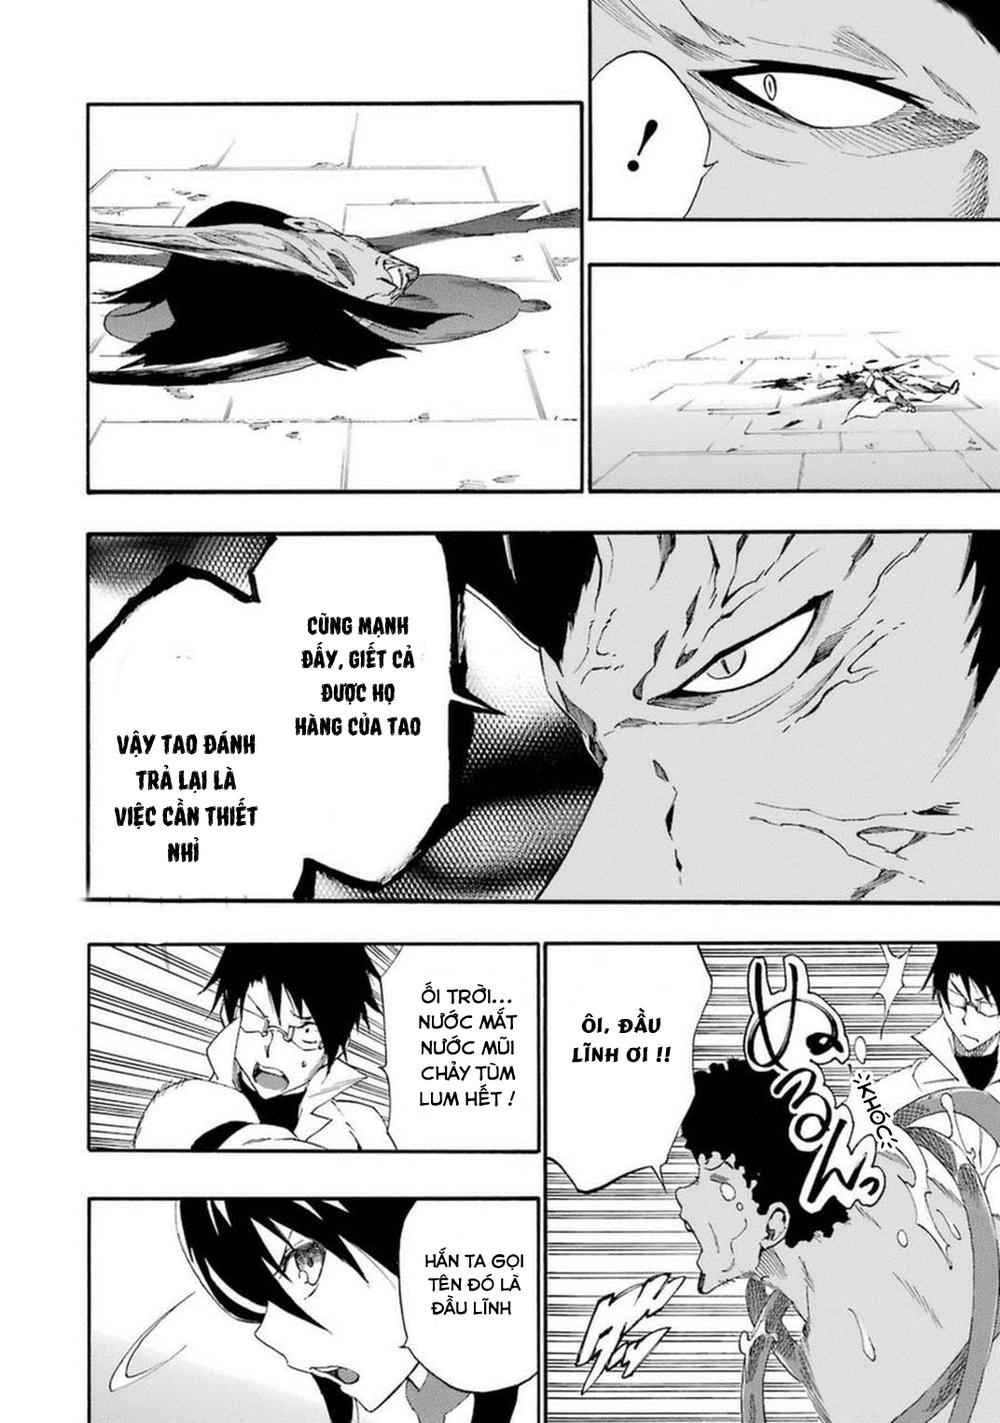 !
CŨNG MẠNH
ĐẤY, GIẾT CẢ
ĐƯỢC HỌ
HÀNG CỦA TAO
VẬY TAO ĐÁNH
TRẢ LẠI LÀ
VIỆC CẦN THIẾT
NHỈ
ÔI, ĐẦU
LĨNH ƠI !!
KHÓC
ỐI TRỜI...
NƯỚC MẮT
NƯỚC MŨI
CHẢY TÙM
LUM HẾT !
HẮN TA GỌI
TÊN ĐÓ LÀ
ĐẦU LĨNH